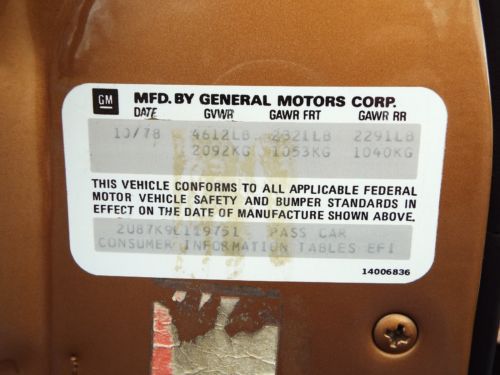 GM MFD. BY GENERAL MOTORS CORP.
DATE GVWR GAWR FRT GAWR RR
10/78 4612LB 2321LB 2291LB
2092KG 1053KG 1040KG
THIS VEHICLE CONFORMS TO ALL APPLICABLE FEDERAL
MOTOR VEHICLE SAFETY AND BUMPER STANDARDS IN
EFFECT ON THE DATE OF MANUFACTURE SHOWN ABOVE.
2U87K9L119751 PASS CAR
CONSUMER INFORMATION TABLES EFI
14006836